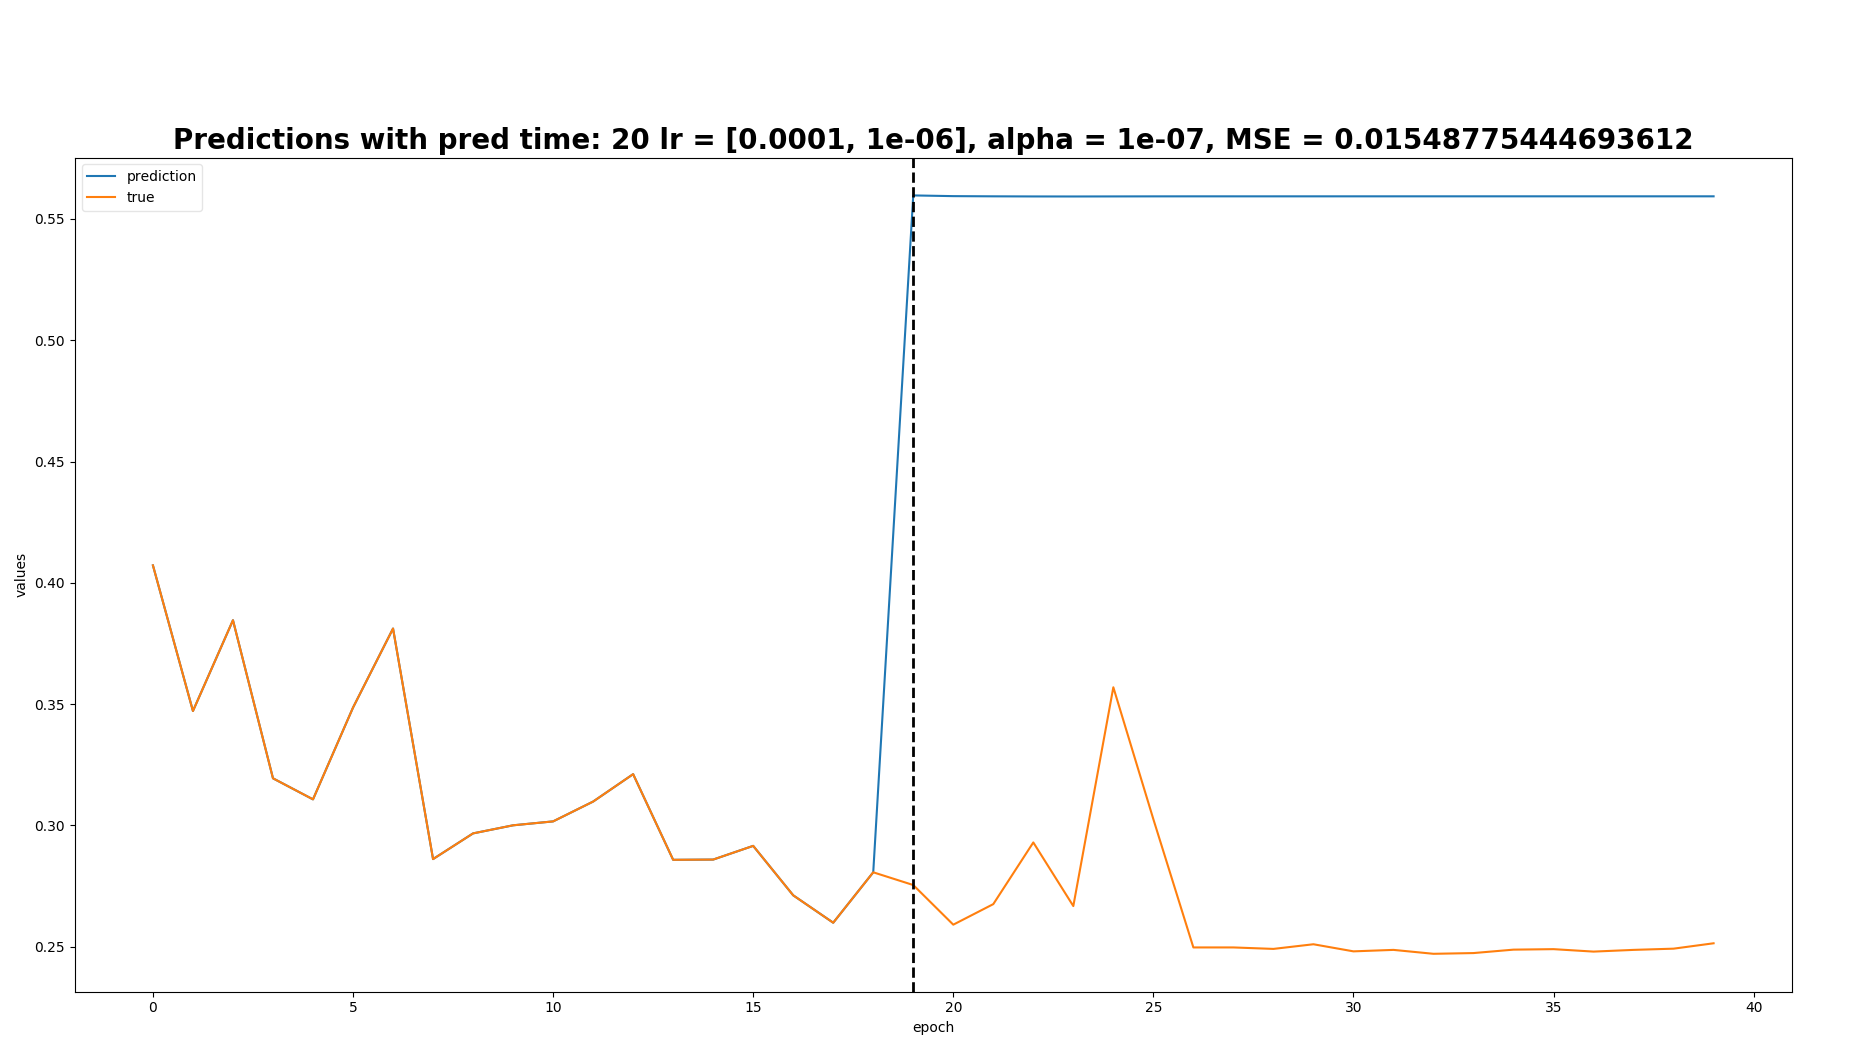 Predictions with pred time: 20 lr = [0.0001, 1e-06], alpha = 1e-07, MSE = 0.01548775444693612
prediction
true
0.55
0.50
0.45
0.40
0.35
0.30
0.25
values
0 5 10 15 20 25 30 35 40
epoch